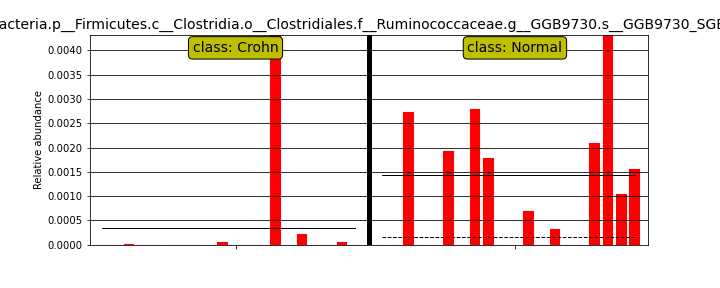 acteria.p__Firmicutes.c__Clostridia.o__Clostridiales.f__Ruminococcaceae.g__GGB9730.s__GGB9730_SGB
class: Crohn
class: Normal
0.0040
0.0035
0.0030
0.0025
0.0020
0.0015
0.0010
0.0005
0.0000
Relative abundance